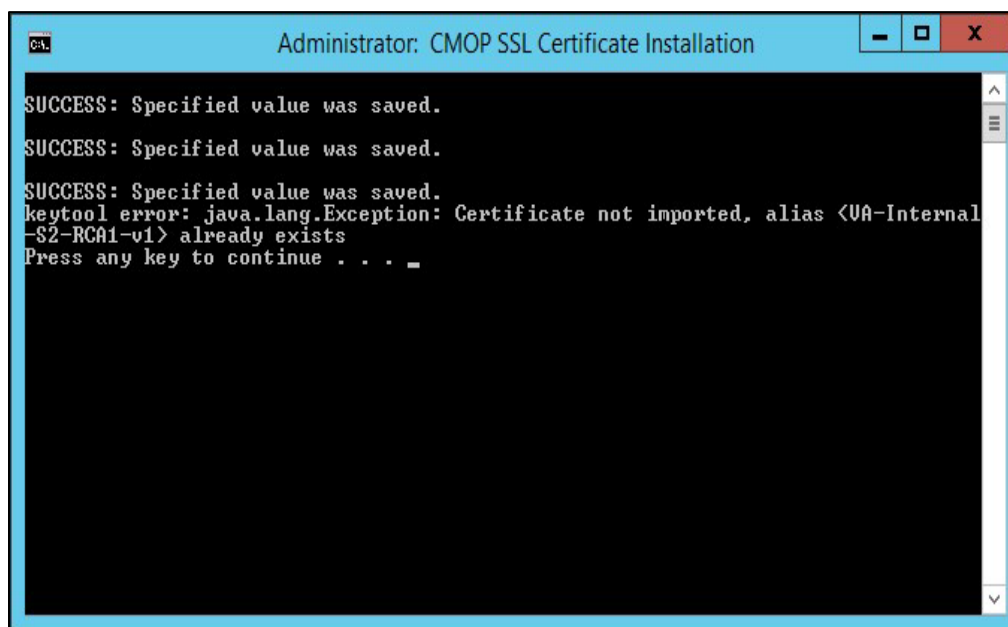 Administrator: CMOP SSL Certificate Installation
SUCCESS: Specified value was saved.
SUCCESS: Specified value was saved.
SUCCESS: Specified value was saved.
keytool error: java.lang.Exception: Certificate not imported, alias <VA-Internal
-S2-RCA1-v1> already exists
Press any key to continue . . . _